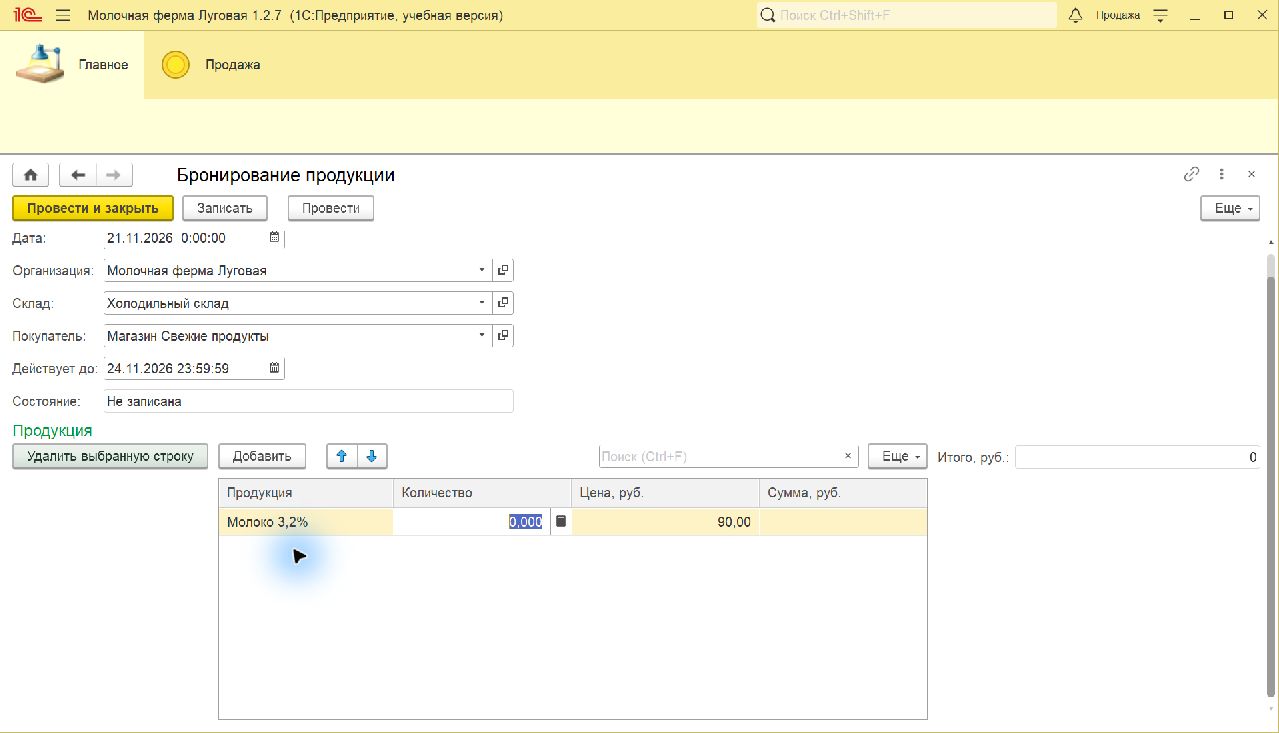 1С Молочная ферма Луговая 1.2.7 (1С:Предприятие, учебная версия) Поиск Ctrl+Shift+F Продажа
Главное Продажа
Бронирование продукции
Провести и закрыть Записать Провести Еще
Дата: 21.11.2026 0:00:00
Организация: Молочная ферма Луговая
Склад: Холодильный склад
Покупатель: Магазин Свежие продукты
Действует до: 24.11.2026 23:59:59
Состояние: Не записана
Продукция
Удалить выбранную строку Добавить Поиск (Ctrl+F) × Еще Итого, руб.: 0
Продукция Количество Цена, руб. Сумма, руб.
Молоко 3,2% 0,000 90,00